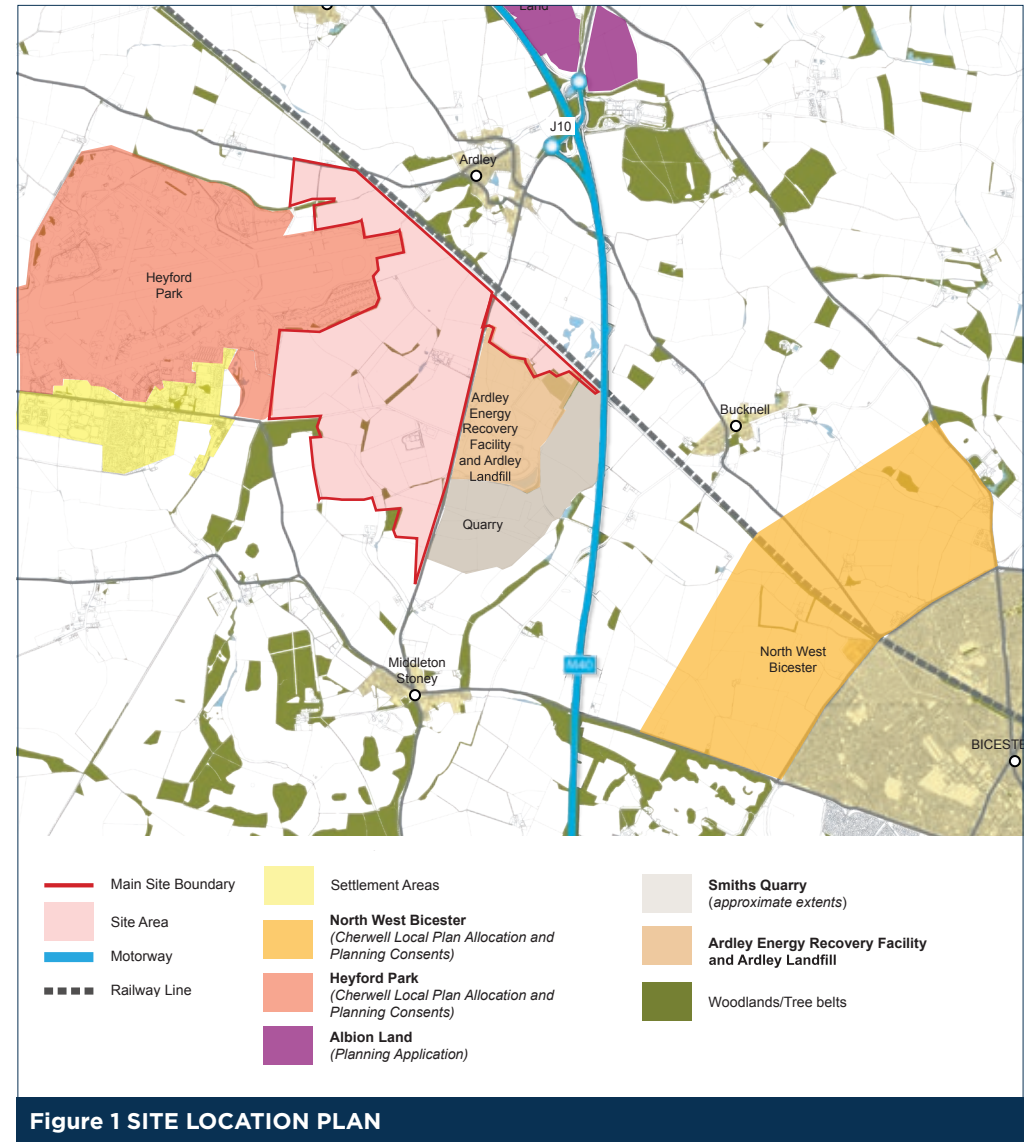 Land
J10
Ardley
Heyford
Park
Ardley
Energy
Recovery
Facility
and Ardley
Landfill
Bucknell
Quarry
North West
Bicester
Middleton
Stoney
M40
BICESTE
Main Site Boundary
Site Area
Motorway
Railway Line
Settlement Areas
North West Bicester
(Cherwell Local Plan Allocation and
Planning Consents)
Heyford Park
(Cherwell Local Plan Allocation and
Planning Consents)
Albion Land
(Planning Application)
Smiths Quarry
(approximate extents)
Ardley Energy Recovery Facility
and Ardley Landfill
Woodlands/Tree belts
Figure 1 SITE LOCATION PLAN